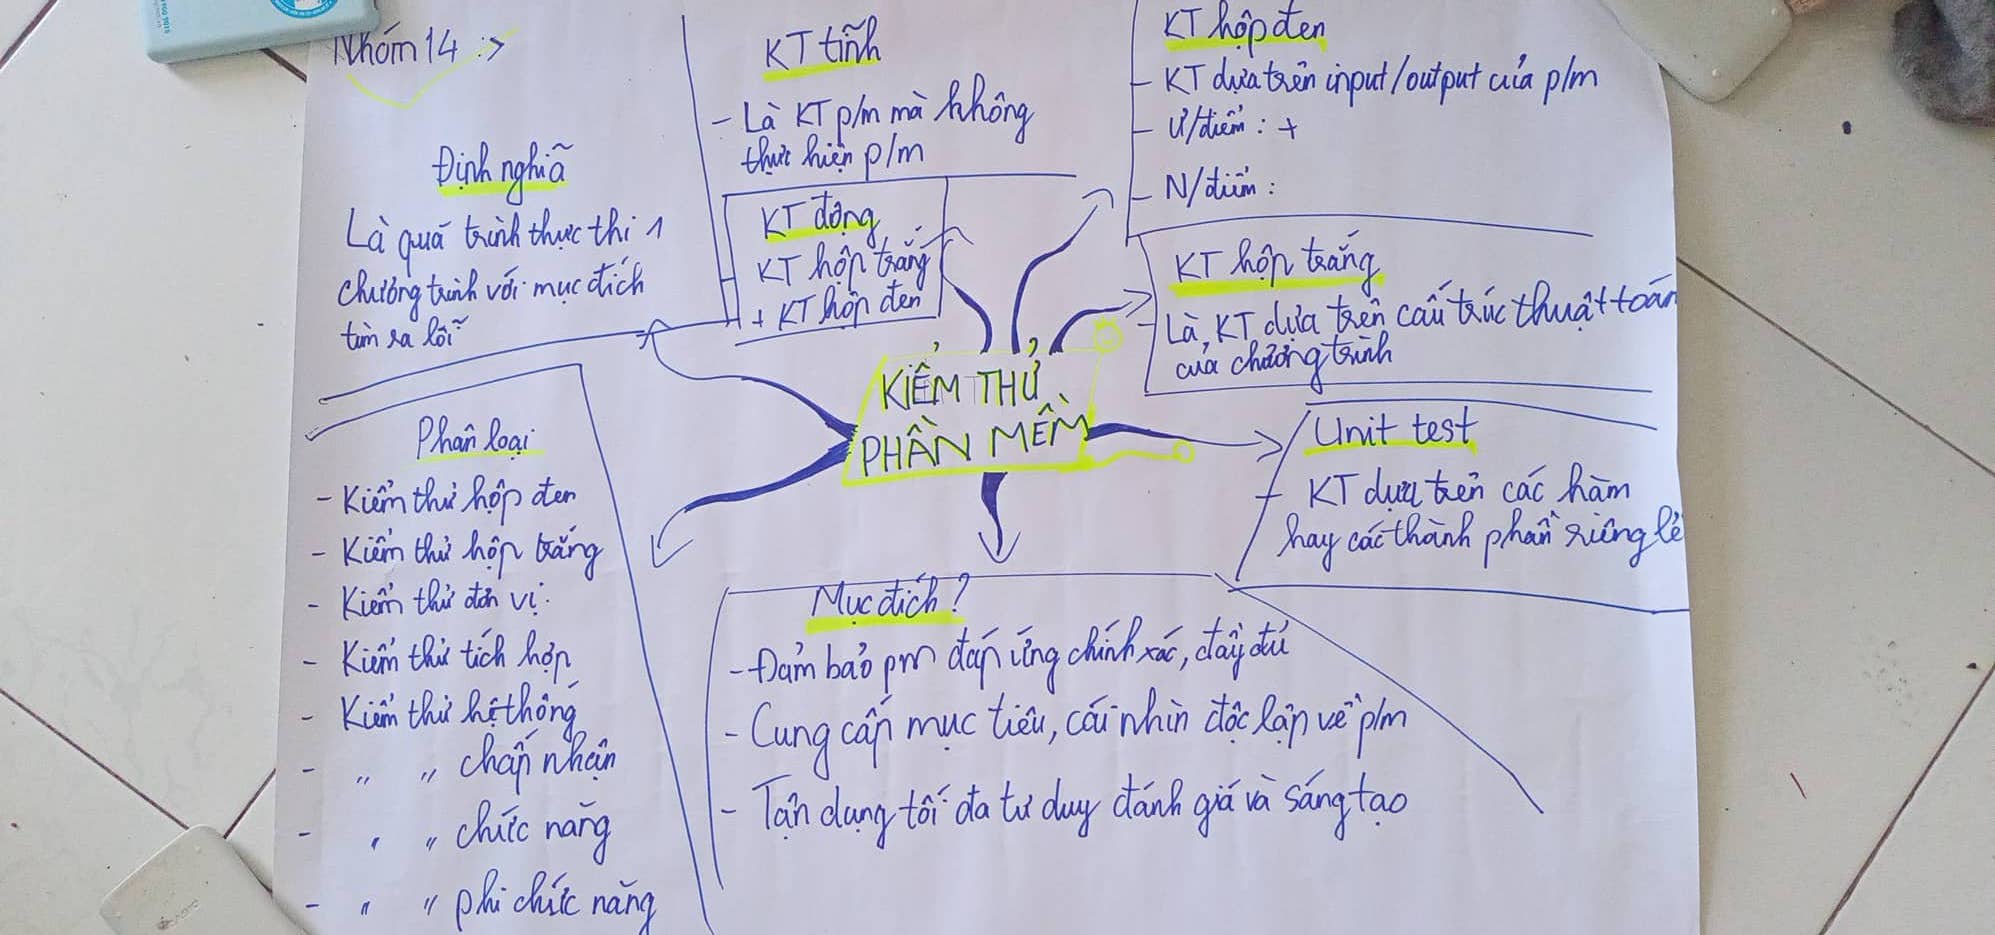 Nhóm 14 :>
Định nghĩa
Là quá trình thực thi 1
chương trình với mục đích
tìm ra lỗi
KT tĩnh
- Là KT p/m mà không
thực hiện p/m
KT động
- KT hộp trắng
+ KT hộp đen
KT hộp đen
- KT dựa trên input/output của p/m
- Ư/điểm : +
- N/điểm :
KT hộp trắng
- Là KT dựa trên cấu trúc thuật toán
của chương trình
KIỂM THỬ
PHẦN MỀM
Unit test
- KT dựa trên các hàm
hay các thành phần riêng lẻ
Phân loại
- Kiểm thử hộp đen
- Kiểm thử hộp trắng
- Kiểm thử đơn vị
- Kiểm thử tích hợp
- Kiểm thử hệ thống
- " " chấp nhận
- " " chức năng
- " " phi chức năng
Mục đích?
- Đảm bảo pm đáp ứng chính xác, đầy đủ
- Cung cấp mục tiêu, cái nhìn độc lập về p/m
- Tận dụng tối đa tư duy đánh giá và sáng tạo